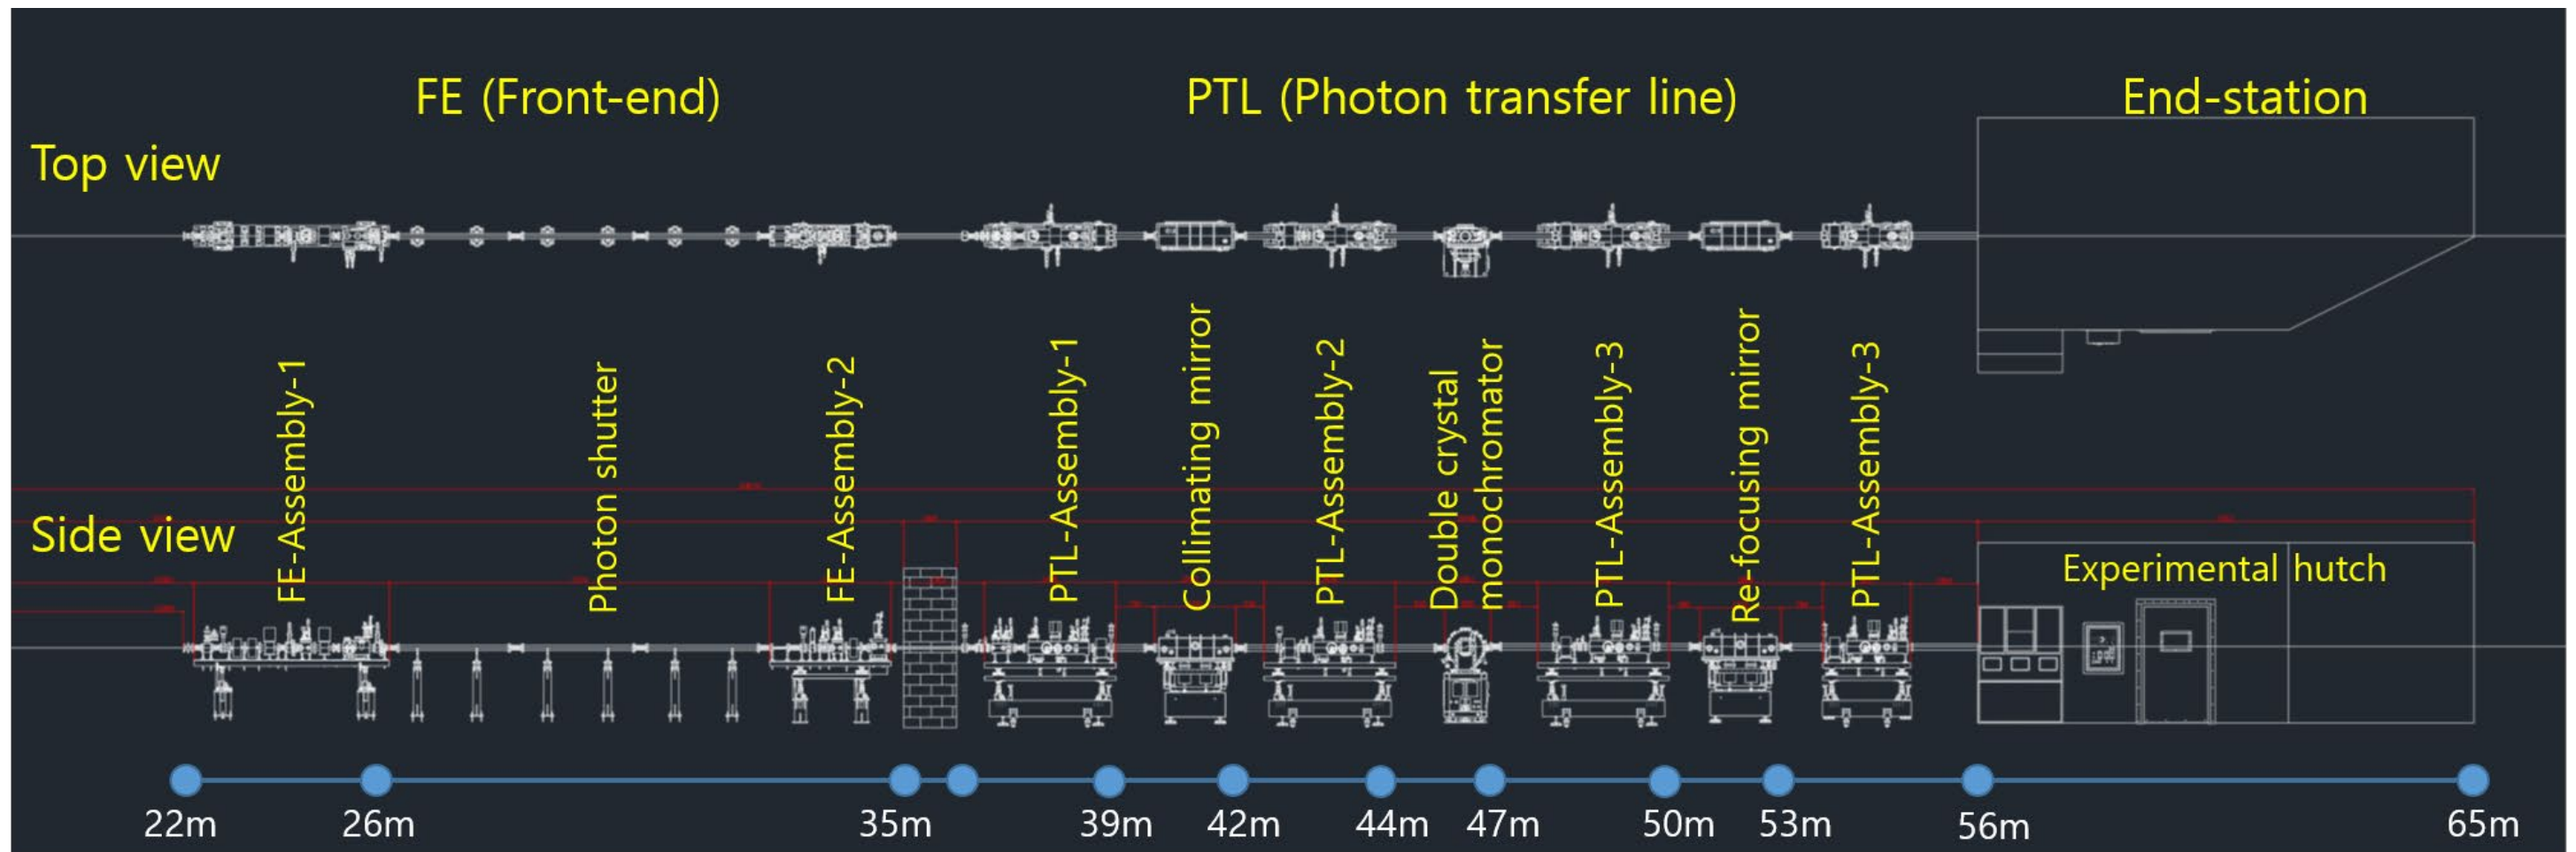 FE (Front-end)
PTL (Photon transfer line)
End-station
Top view
FE-Assembly-1
Photon shutter
FE-Assembly-2
PTL-Assembly-1
Collimating mirror
PTL-Assembly-2
Double crystal
monochromator
PTL-Assembly-3
Re-focusing mirror
PTL-Assembly-3
Side view
Experimental hutch
22m
26m
35m
39m
42m
44m
47m
50m
53m
56m
65m